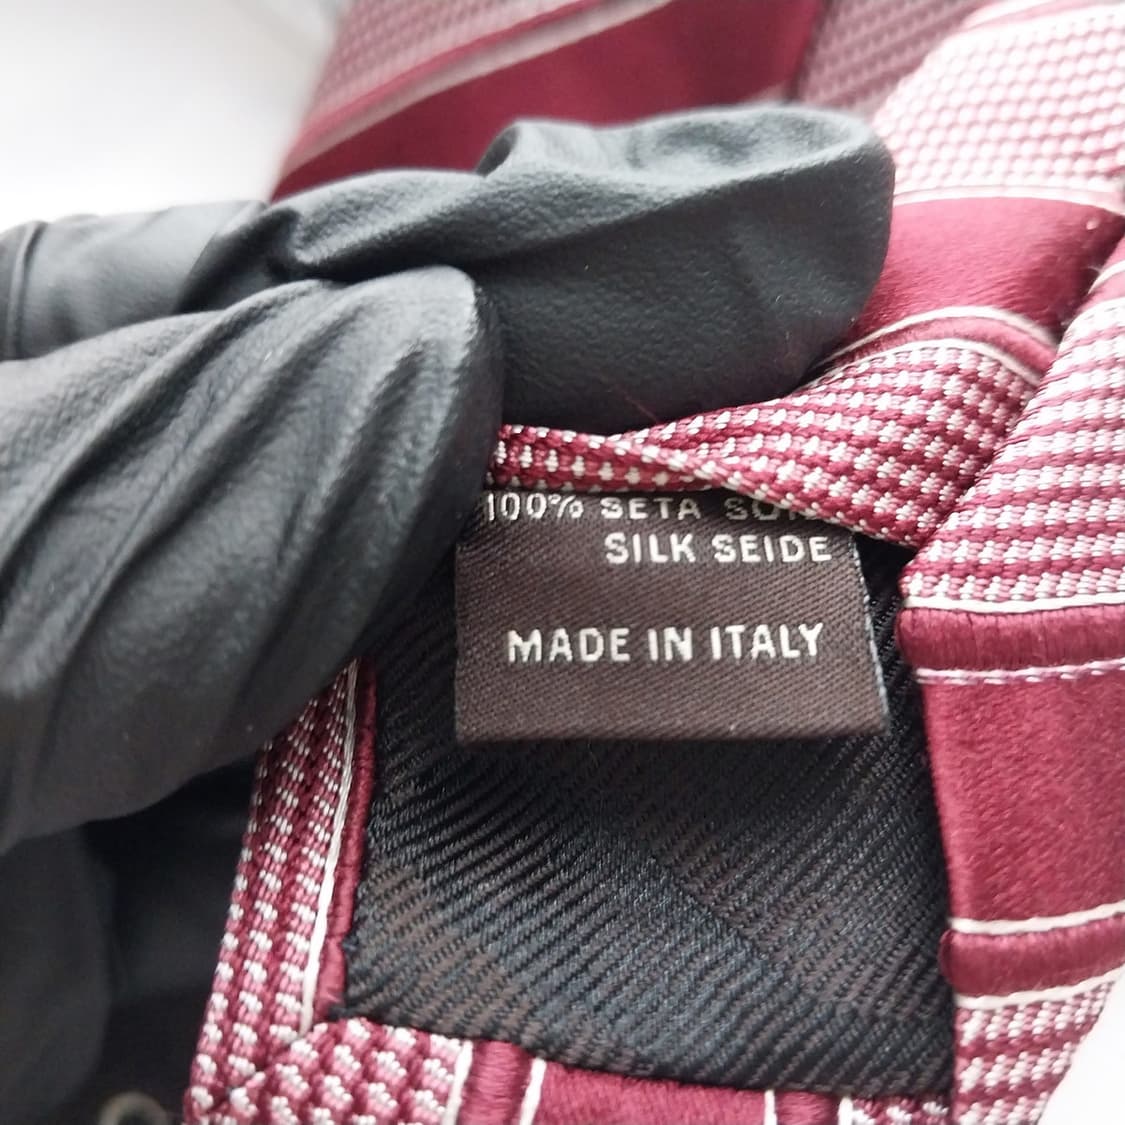 100% SETA
SILK SEIDE
MADE IN ITALY